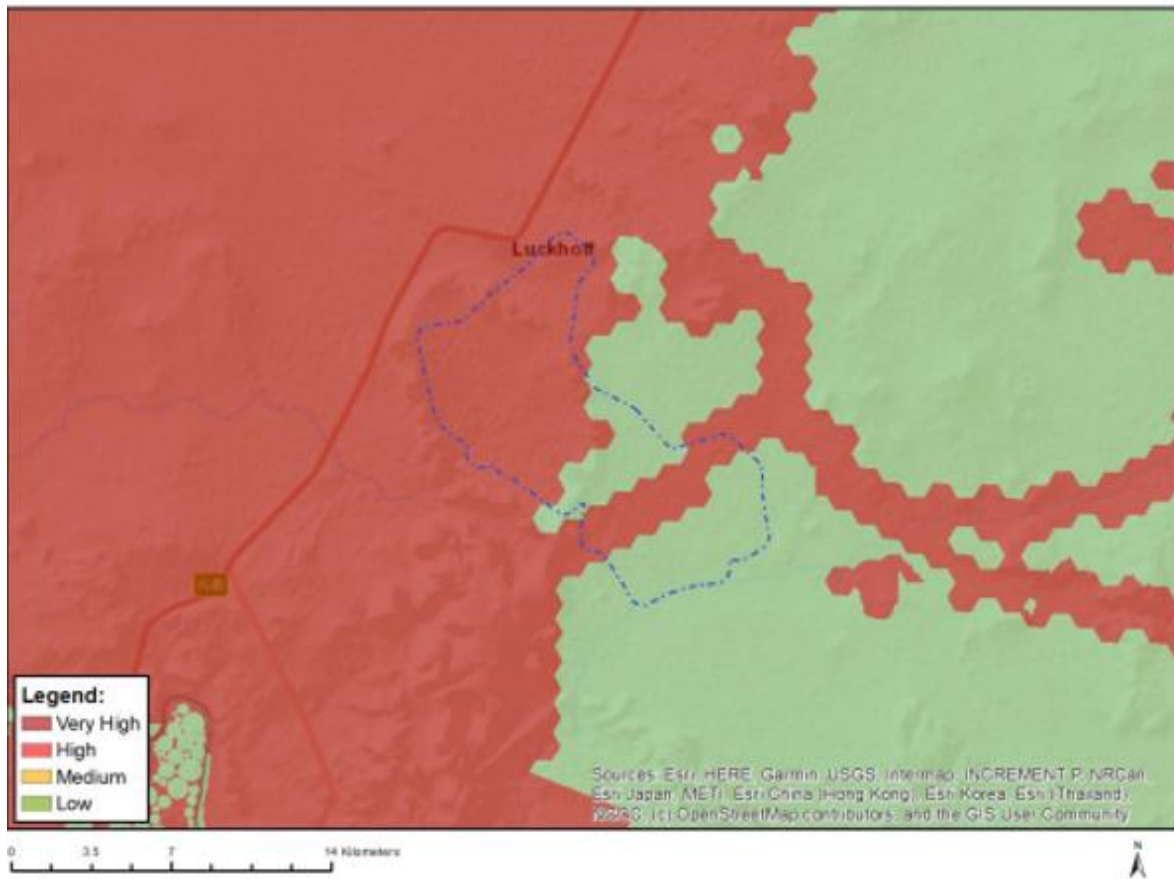 Luckhoff
Legend:
Very High
High
Medium
Low
Sources: Esri, HERE, Garmin, USGS, Intermap, INCREMENT P, NRCan,
Esri Japan, METI, Esri China (Hong Kong), Esri Korea, Esri (Thailand),
NGCC, (c) OpenStreetMap contributors, and the GIS User Community
0 3.5 7 14 Kilometers
N